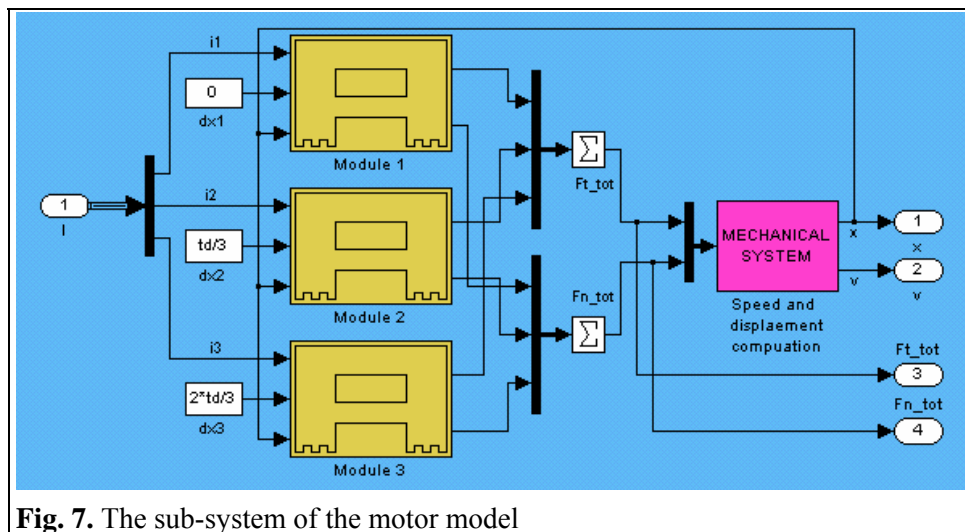 i1
0
dx1
Module 1
i2
1
I
td/3
dx2
Module 2
i3
2*td/3
dx3
Module 3
Σ
Ft_tot
Fn_tot
Σ
MECHANICAL
SYSTEM
x
v
Speed and
displaement
compuation
1
x
2
v
Ft_tot
3
Fn_tot
4
Fig. 7. The sub-system of the motor model